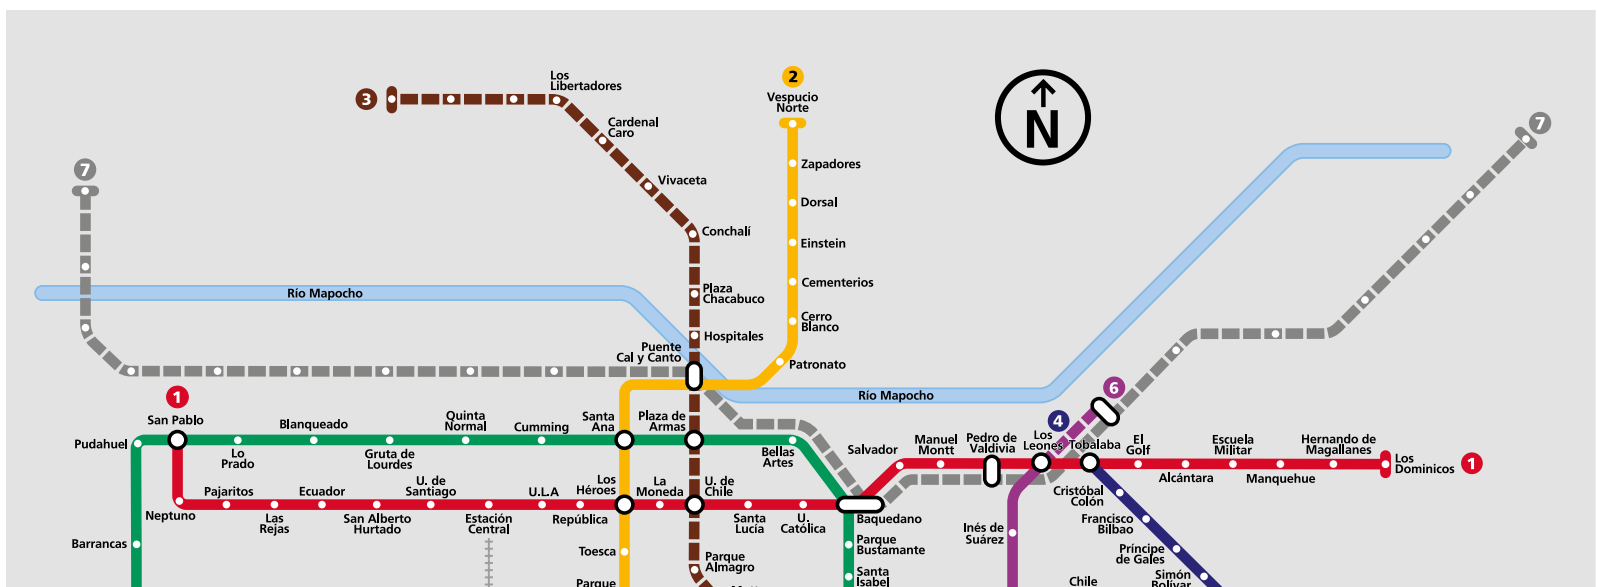 3
Los
Libertadores
Cardenal
Caro
Vivaceta
Conchalí
Plaza
Chacabuco
Hospitales
Puente
Cal y Canto
2
Vespucio
Norte
Zapadores
Dorsal
Einstein
Cementerios
Cerro
Blanco
Patronato
N
7
7
Río Mapocho
Río Mapocho
1
San Pablo
Pudahuel
Lo
Prado
Blanqueado
Gruta de
Lourdes
Quinta
Normal
Cumming
Santa
Ana
Plaza de
Armas
Bellas
Artes
Barrancas
Neptuno
Pajaritos
Las
Rejas
Ecuador
San Alberto
Hurtado
U. de
Santiago
Estación
Central
U.L.A
República
Los
Héroes
La
Moneda
U. de
Chile
Santa
Lucía
U.
Católica
Baquedano
Salvador
Manuel
Montt
Pedro de
Valdivia
Los
Leones
Tobalaba
4
6
El
Golf
Alcántara
Escuela
Militar
Manquehue
Hernando de
Magallanes
Los
Dominicos
1
Toesca
Parque
Parque
Almagro
Parque
Bustamante
Santa
Isabel
Inés de
Suárez
Cristóbal
Colón
Francisco
Bilbao
Príncipe
de Gales
Simón
Bolívar
Chile